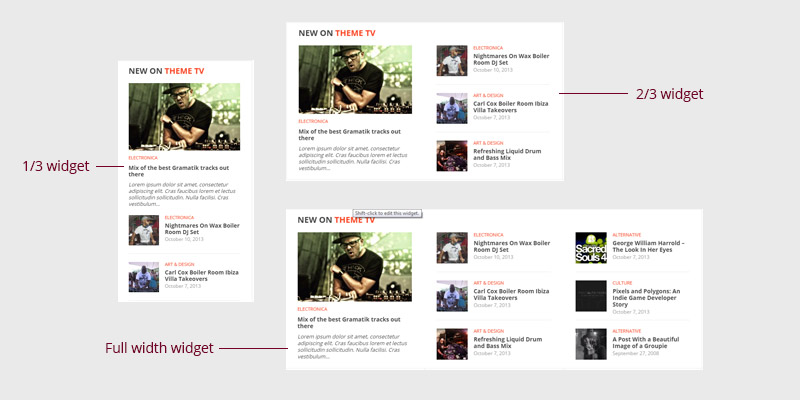 1/3 widget
NEW ON THEME TV
ELECTRONICA
Mix of the best Gramatik tracks out
there
Lorem ipsum dolor sit amet, consectetur
adipiscing elit. Cras faucibus lorem et lectus
sollicitudin sollicitudin. Nulla facilisi. Cras
vestibulum...
ELECTRONICA
Nightmares On Wax Boiler
Room DJ Set
October 10, 2013
ART & DESIGN
Carl Cox Boiler Room Ibiza
Villa Takeovers
October 7, 2013
2/3 widget
NEW ON THEME TV
ELECTRONICA
Mix of the best Gramatik tracks out
there
Lorem ipsum dolor sit amet, consectetur
adipiscing elit. Cras faucibus lorem et lectus
sollicitudin sollicitudin. Nulla facilisi. Cras
vestibulum...
ELECTRONICA
Nightmares On Wax Boiler
Room DJ Set
October 10, 2013
ART & DESIGN
Carl Cox Boiler Room Ibiza
Villa Takeovers
October 7, 2013
ART & DESIGN
Refreshing Liquid Drum
and Bass Mix
October 7, 2013
Full width widget
Shift-click to edit this widget.
NEW ON THEME TV
ELECTRONICA
Mix of the best Gramatik tracks out
there
Lorem ipsum dolor sit amet, consectetur
adipiscing elit. Cras faucibus lorem et lectus
sollicitudin sollicitudin. Nulla facilisi. Cras
vestibulum...
ELECTRONICA
Nightmares On Wax Boiler
Room DJ Set
October 10, 2013
ART & DESIGN
Carl Cox Boiler Room Ibiza
Villa Takeovers
October 7, 2013
ART & DESIGN
Refreshing Liquid Drum
and Bass Mix
October 7, 2013
Sacred
Souls 4
ALTERNATIVE
George William Harrold –
The Look In Her Eyes
October 7, 2013
CULTURE
Pixels and Polygons: An
Indie Game Developer
Story
October 7, 2013
ALTERNATIVE
A Post With a Beautiful
Image of a Groupie
September 27, 2008